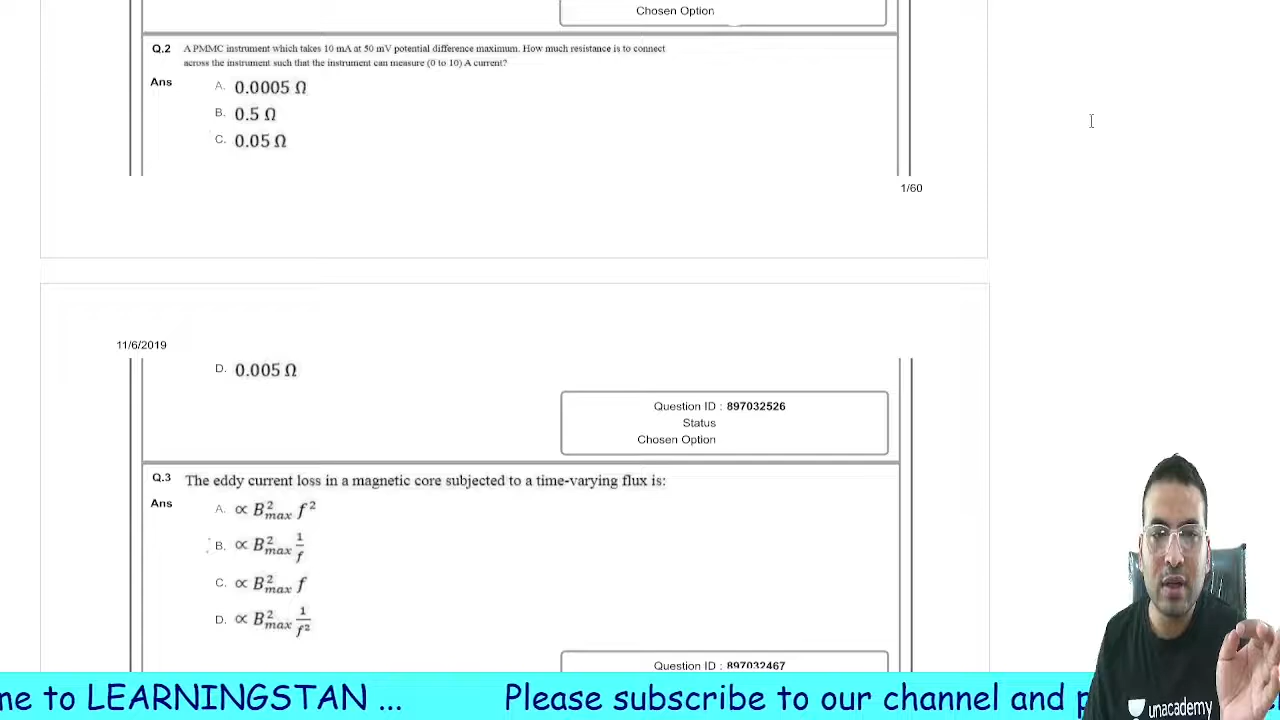 Chosen Option
Q.2 A PMMC instrument which takes 10 mA at 50 mV potential difference maximum. How much resistance is to connect
across the instrument such that the instrument can measure (0 to 10) A current?
Ans
A. 0.0005 Ω
B. 0.5 Ω
C. 0.05 Ω
1/60
11/6/2019
D. 0.005 Ω
Question ID : 897032526
Status
Chosen Option
Q.3 The eddy current loss in a magnetic core subjected to a time-varying flux is:
Ans
A. ∝ B²max f²
B. ∝ B²max 1/f
C. ∝ B²max f
D. ∝ B²max 1/f²
Question ID : 897032467
me to LEARNINGSTAN ... Please subscribe to our channel and p
unacademy